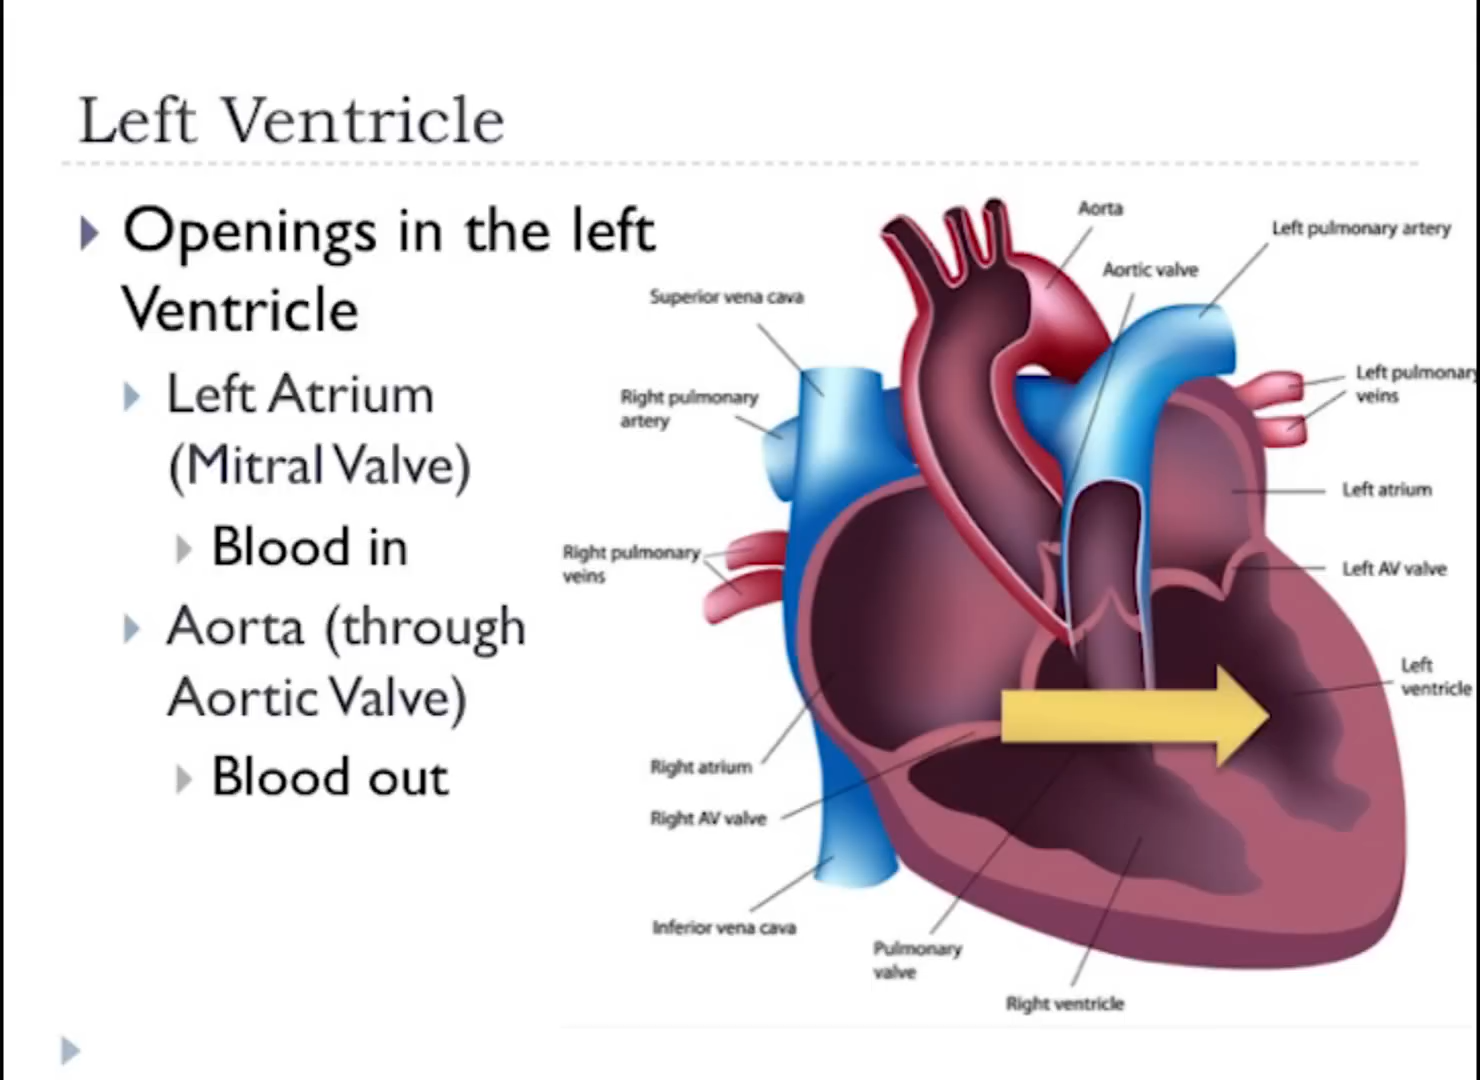 Left Ventricle
Openings in the left
Ventricle
Left Atrium
(Mitral Valve)
Blood in
Aorta (through
Aortic Valve)
Blood out
Aorta
Left pulmonary artery
Aortic valve
Superior vena cava
Right pulmonary
artery
Left pulmonary
veins
Left atrium
Right pulmonary
veins
Left AV valve
Left
ventricle
Right atrium
Right AV valve
Inferior vena cava
Pulmonary
valve
Right ventricle